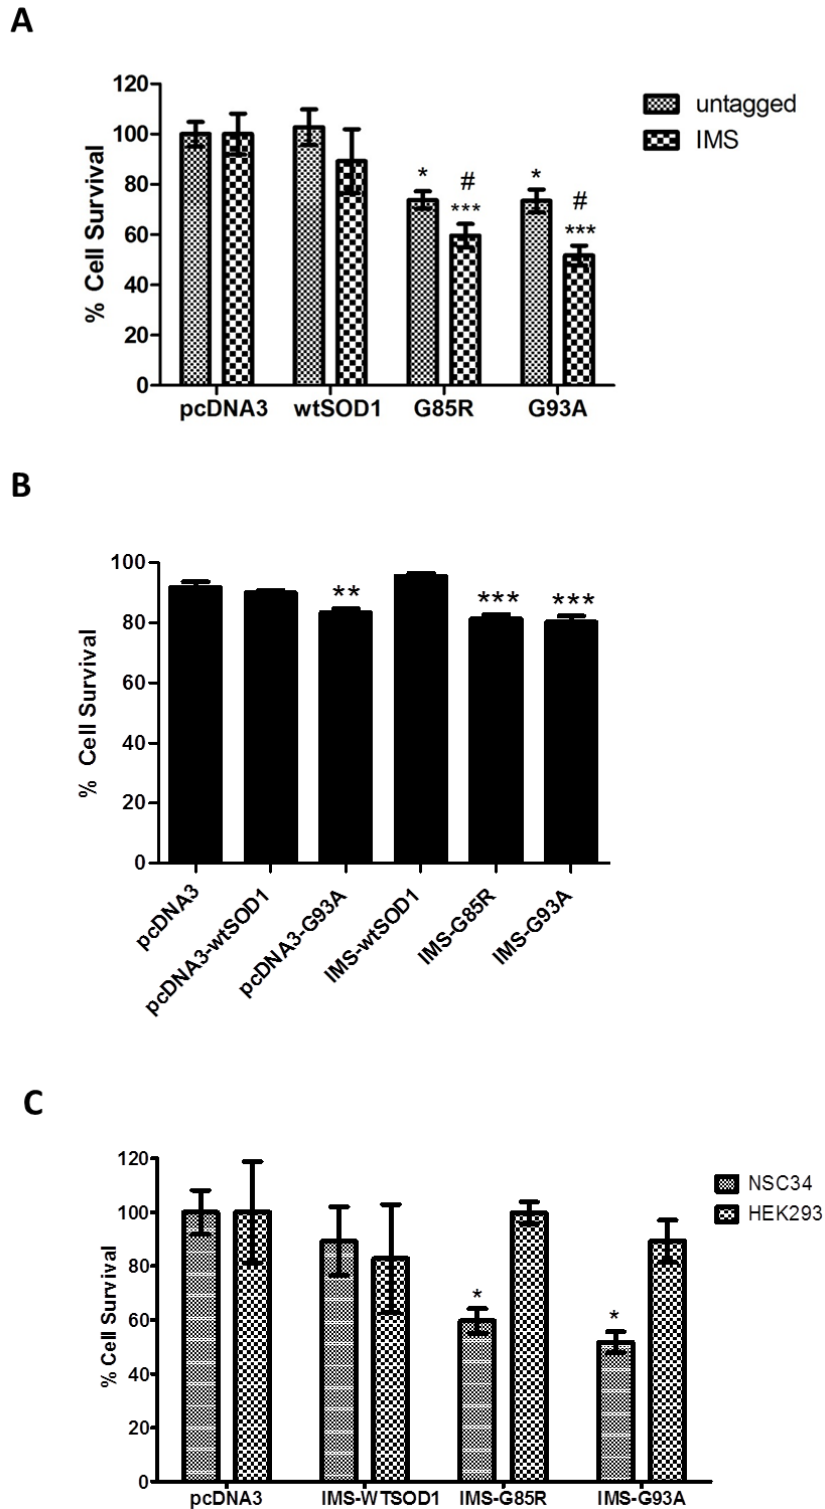 A
120
100
80
60
40
20
0
% Cell Survival
untagged
IMS
* # *** * # ***
pcDNA3 wtSOD1 G85R G93A
B
100
80
60
40
20
0
% Cell Survival
** *** ***
pcDNA3
pcDNA3-wtSOD1
pcDNA3-G93A
IMS-wtSOD1
IMS-G85R
IMS-G93A
C
120
100
80
60
40
20
0
% Cell Survival
NSC34
HEK293
* *
pcDNA3 IMS-WTSOD1 IMS-G85R IMS-G93A